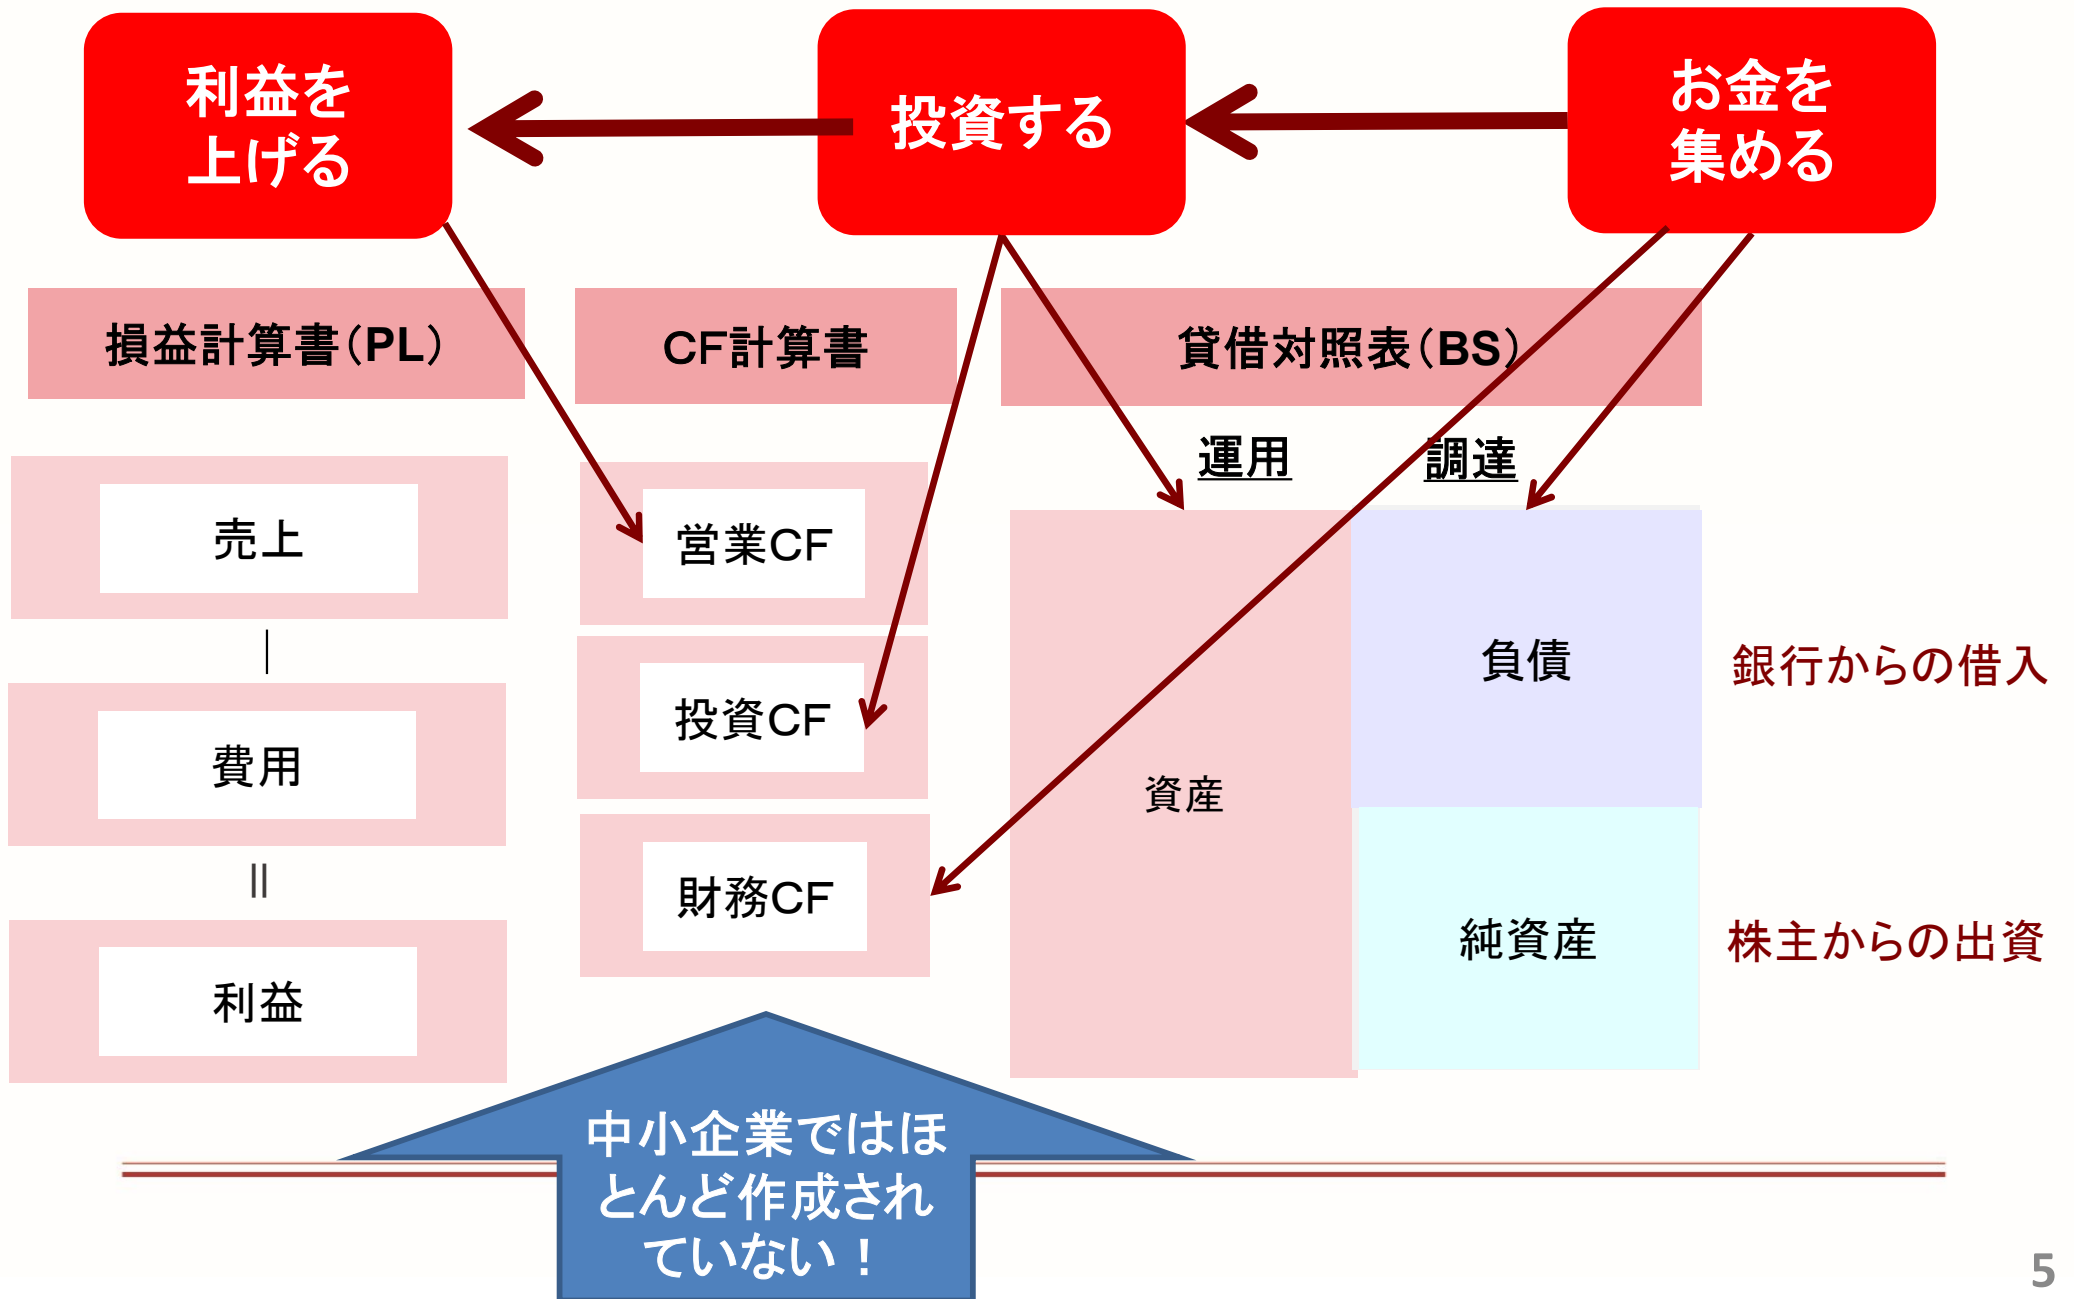 利益を
上げる
投資する
お金を
集める
損益計算書（PL）
CF計算書
貸借対照表（BS）
運用
調達
売上
－
費用
＝
利益
営業CF
投資CF
財務CF
資産
負債
純資産
銀行からの借入
株主からの出資
中小企業ではほ
とんど作成され
ていない！
5